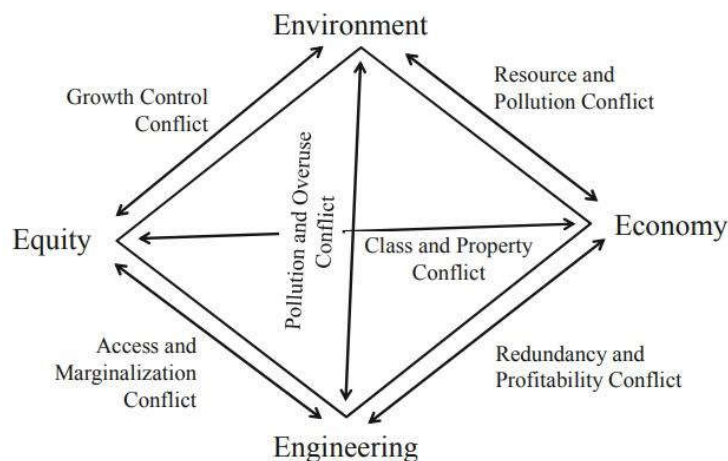 Environment
Growth Control
Conflict
Resource and
Pollution Conflict
Pollution and Overuse
Conflict
Equity
Economy
Class and Property
Conflict
Access and
Marginalization
Conflict
Redundancy and
Profitability Conflict
Engineering